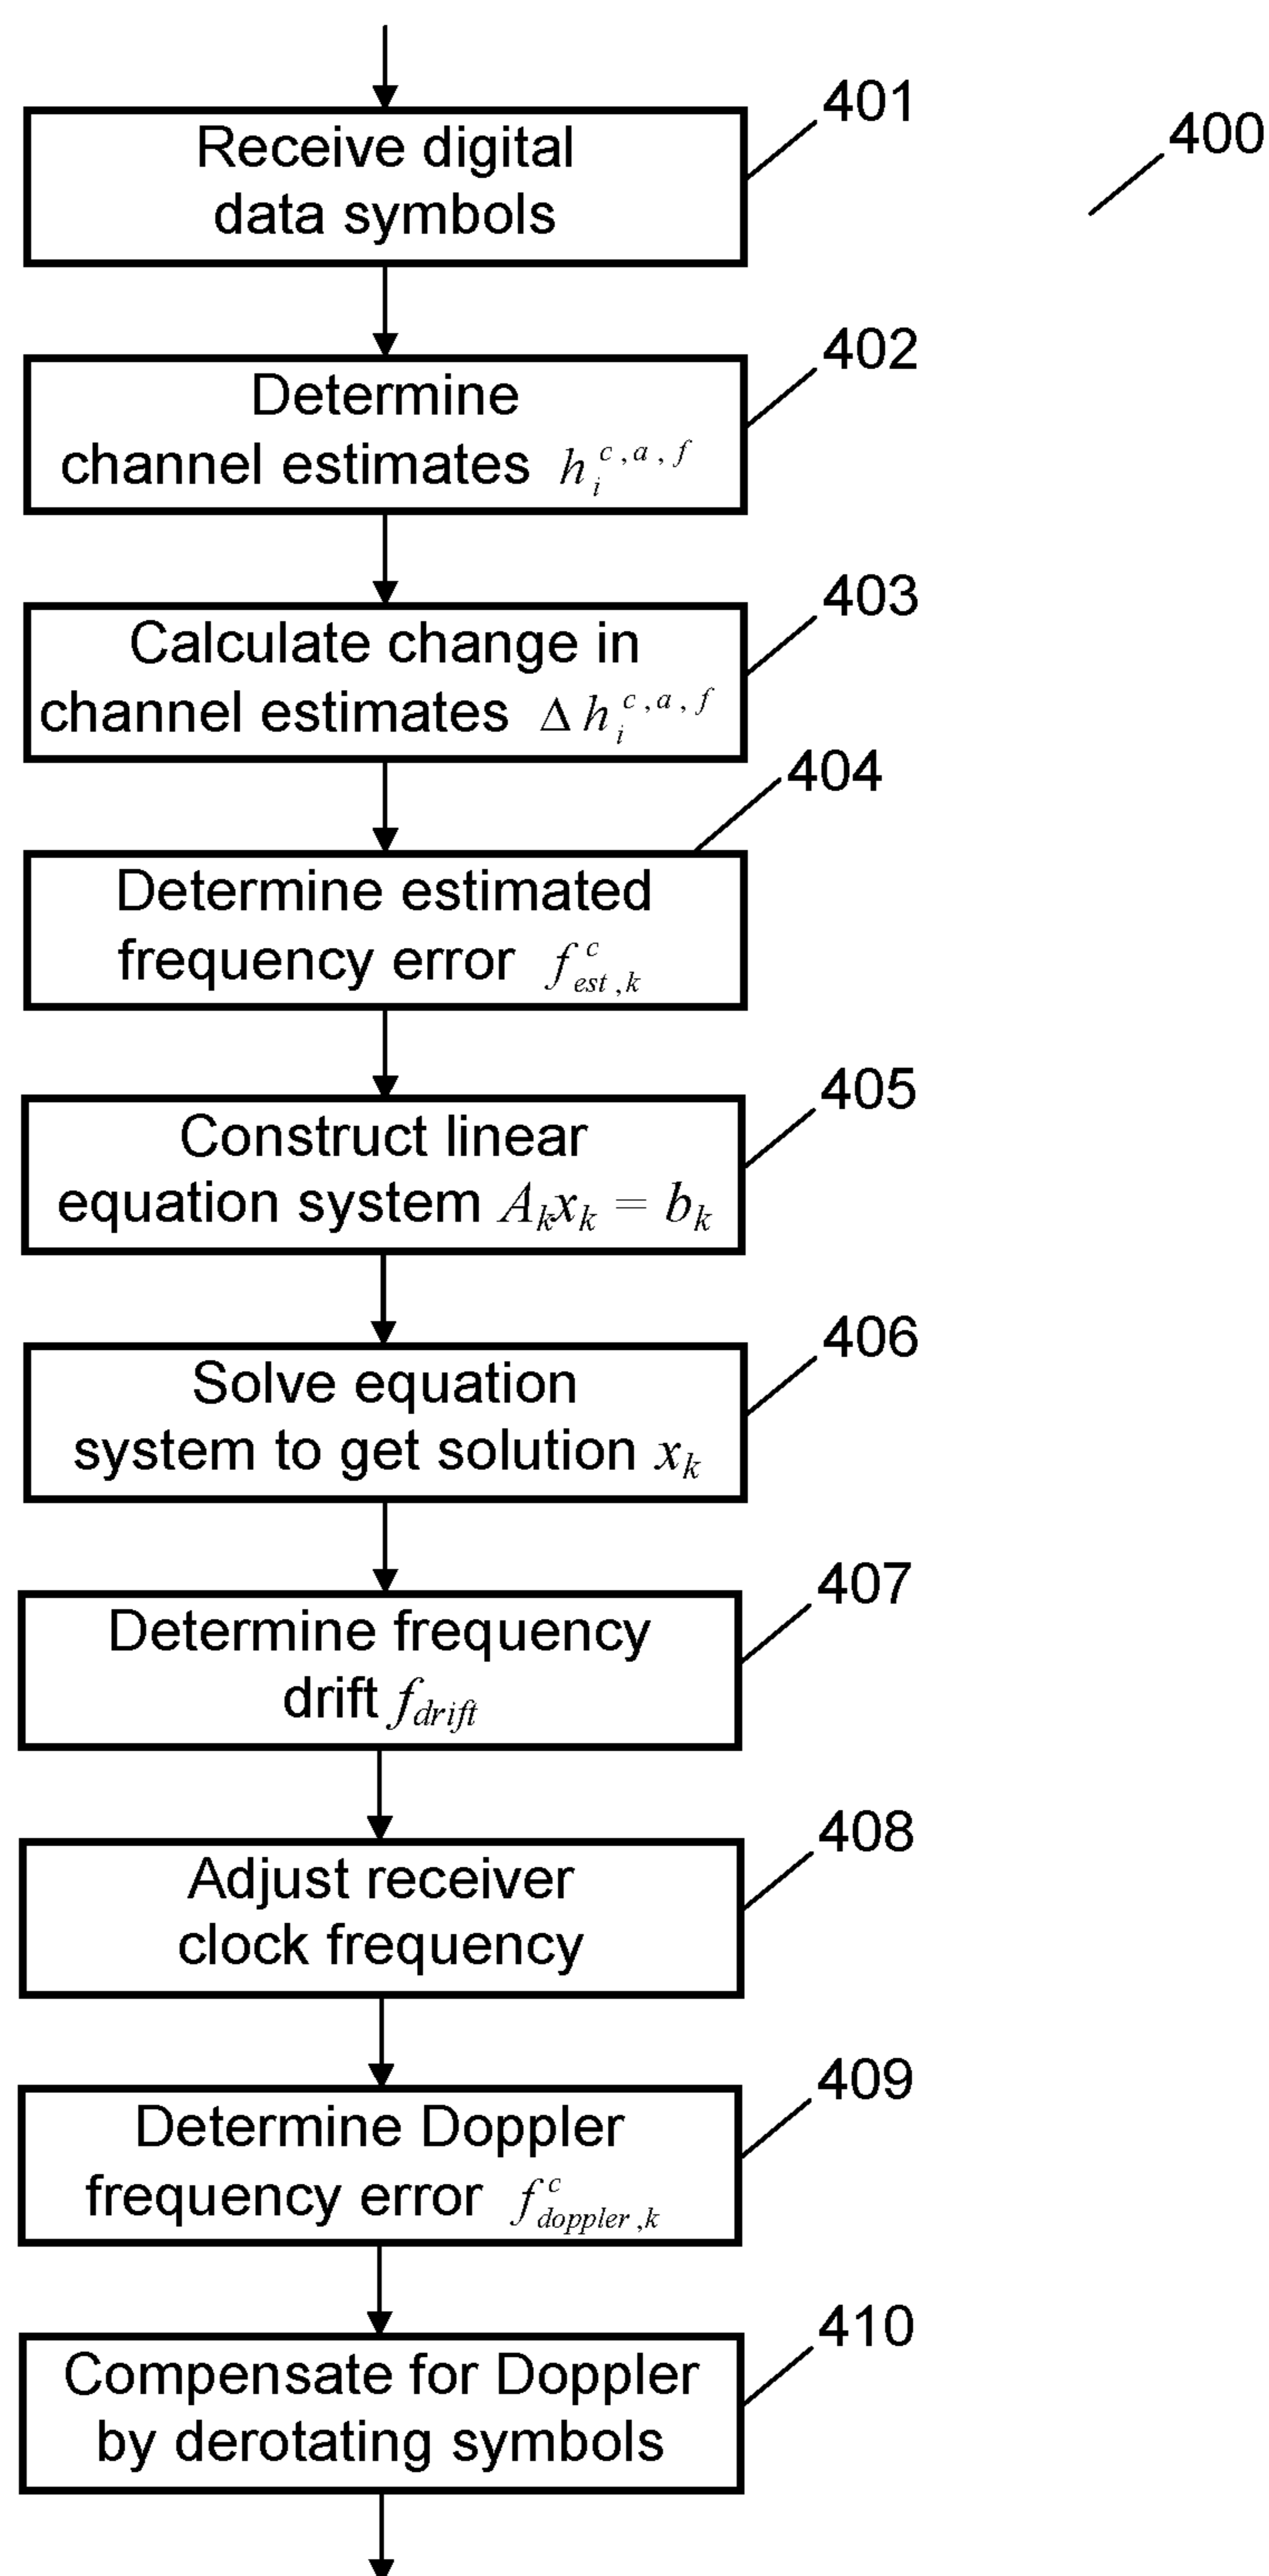 401
400
Receive digital
data symbols
402
Determine
channel estimates h_i^{c,a,f}
403
Calculate change in
channel estimates Δh_i^{c,a,f}
404
Determine estimated
frequency error f_{est,k}^c
405
Construct linear
equation system A_k x_k = b_k
406
Solve equation
system to get solution x_k
407
Determine frequency
drift f_{drift}
408
Adjust receiver
clock frequency
409
Determine Doppler
frequency error f_{doppler,k}^c
410
Compensate for Doppler
by derotating symbols